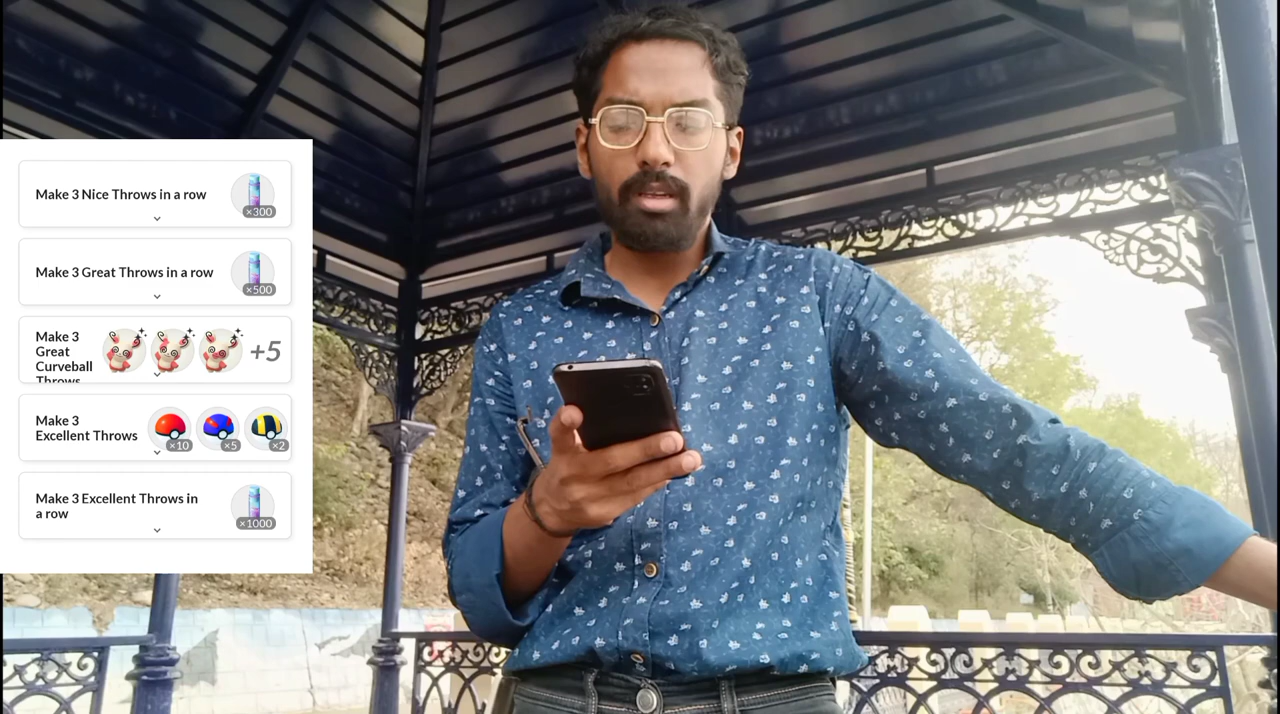 Make 3 Nice Throws in a row
×300
Make 3 Great Throws in a row
×500
Make 3
Great
Curveball
Throws
+5
Make 3
Excellent Throws
×10
×5
×2
Make 3 Excellent Throws in
a row
×1000